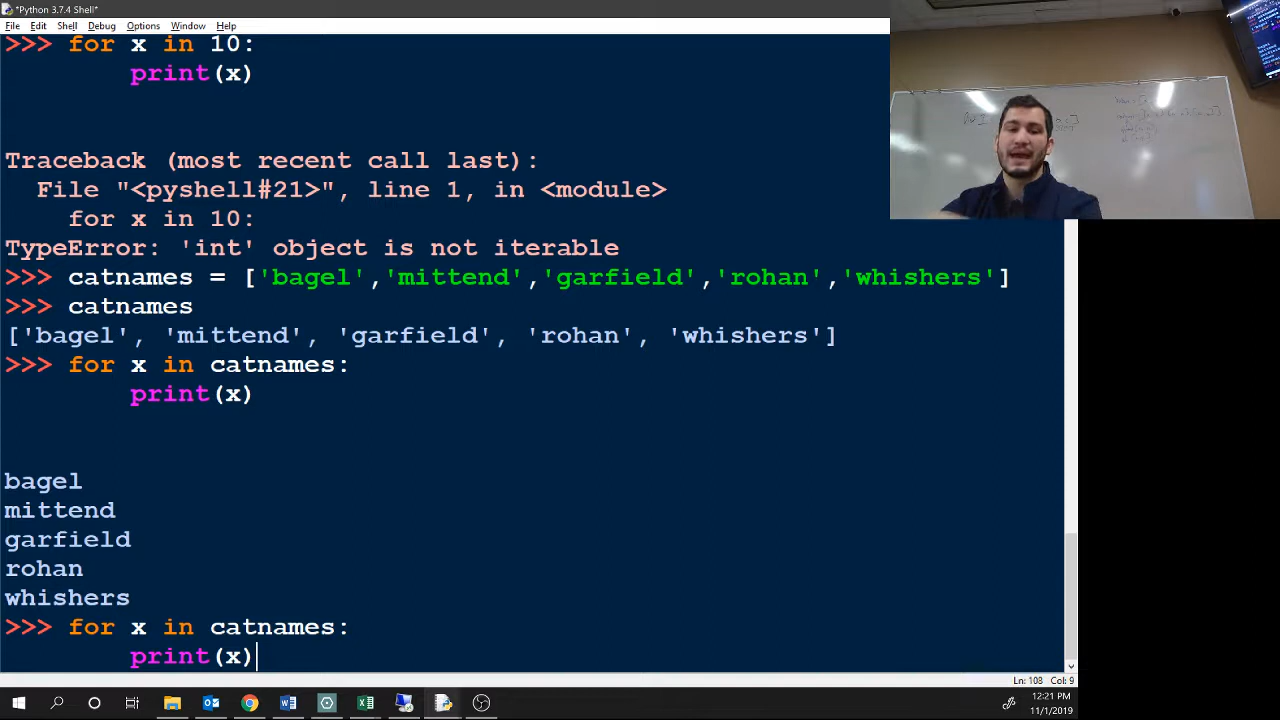 *Python 3.7.4 Shell*
File Edit Shell Debug Options Window Help
>>> for x in 10:
print(x)
Traceback (most recent call last):
File "<pyshell#21>", line 1, in <module>
for x in 10:
TypeError: 'int' object is not iterable
>>> catnames = ['bagel','mittend','garfield','rohan','whishers']
>>> catnames
['bagel', 'mittend', 'garfield', 'rohan', 'whishers']
>>> for x in catnames:
print(x)
bagel
mittend
garfield
rohan
whishers
>>> for x in catnames:
print(x)
Ln: 108 Col: 9
12:21 PM
11/1/2019